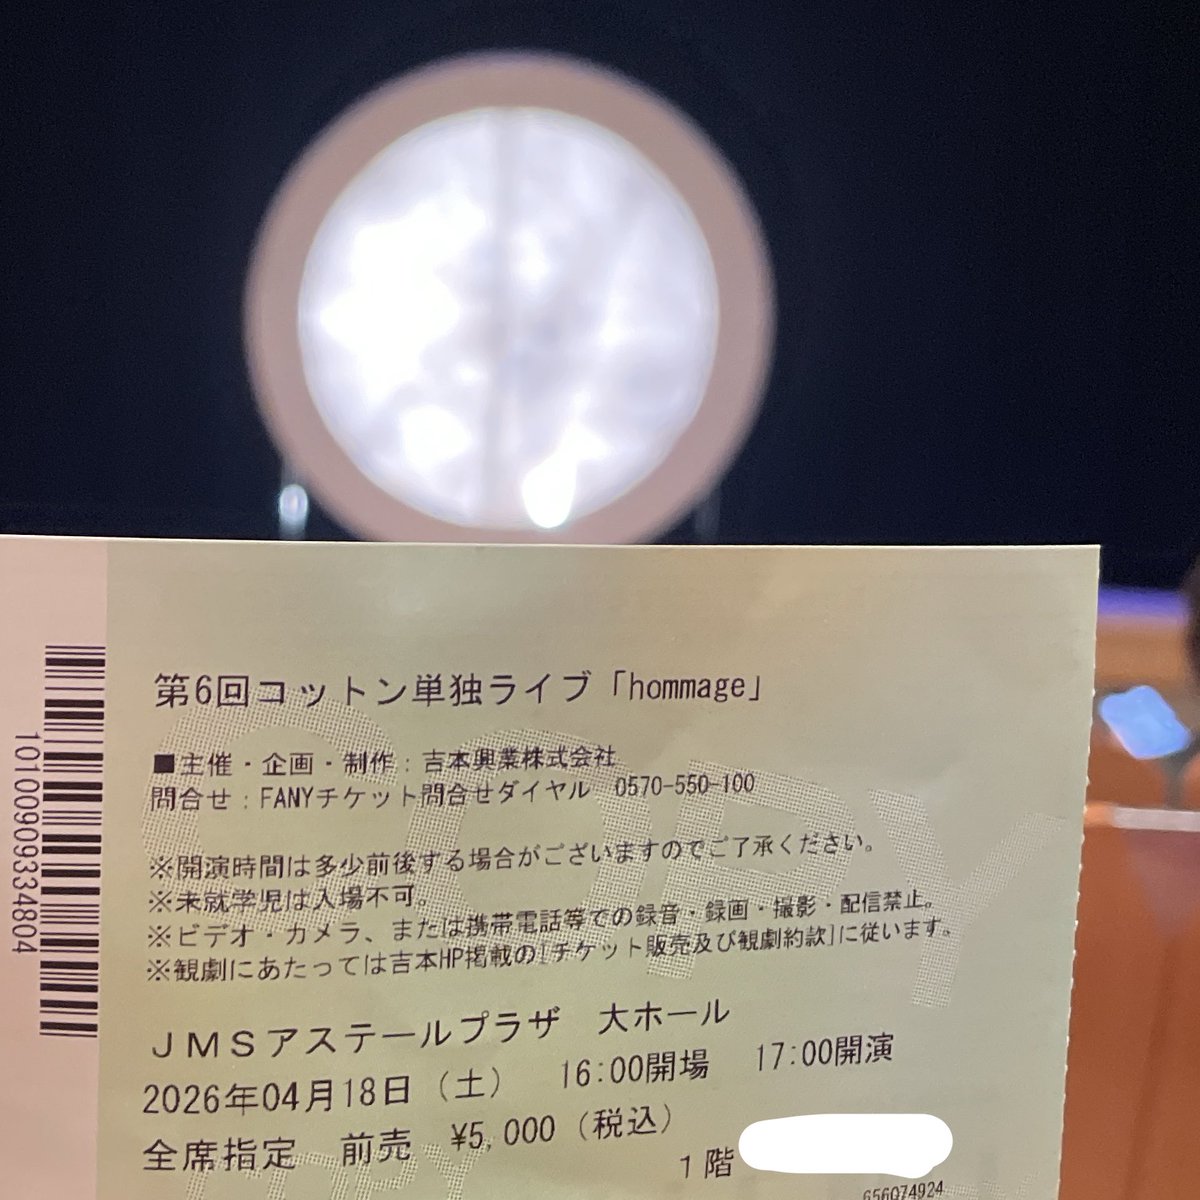 第6回コットン単独ライブ「hommage」
■主催・企画・制作:吉本興業株式会社
問合せ:FANYチケット問合せダイヤル 0570-550-100
※開演時間は多少前後する場合がございますのでご了承ください。
※未就学児は入場不可。
※ビデオ・カメラ、または携帯電話等での録音・録画・撮影・配信禁止。
※観劇にあたっては吉本HP掲載の[チケット販売及び観劇約款]に従います。
JMSアステールプラザ 大ホール
2026年04月18日(土) 16:00開場 17:00開演
全席指定 前売 ¥5,000(税込)
1階
656074924
1010090934804
COPY
COPY